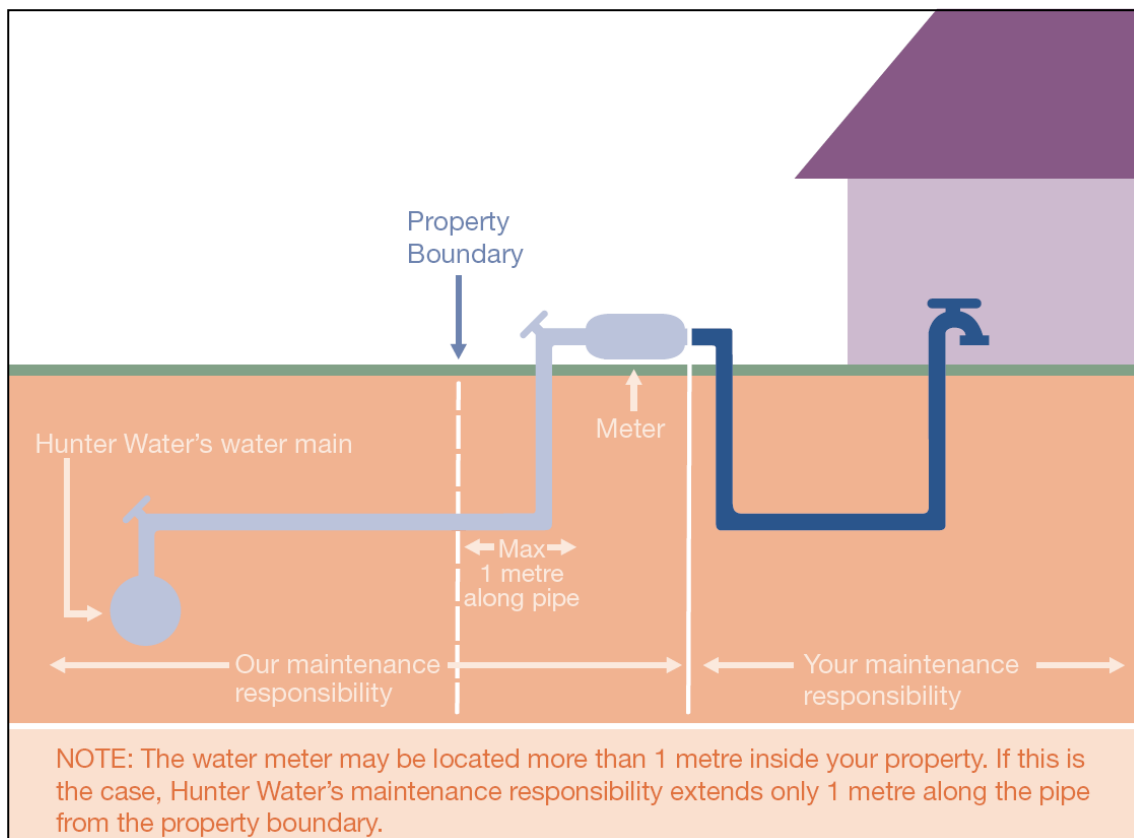 Property
Boundary
Meter
Hunter Water’s water main
Max
1 metre
along pipe
Our maintenance
responsibility
Your maintenance
responsibility
NOTE: The water meter may be located more than 1 metre inside your property. If this is
the case, Hunter Water’s maintenance responsibility extends only 1 metre along the pipe
from the property boundary.